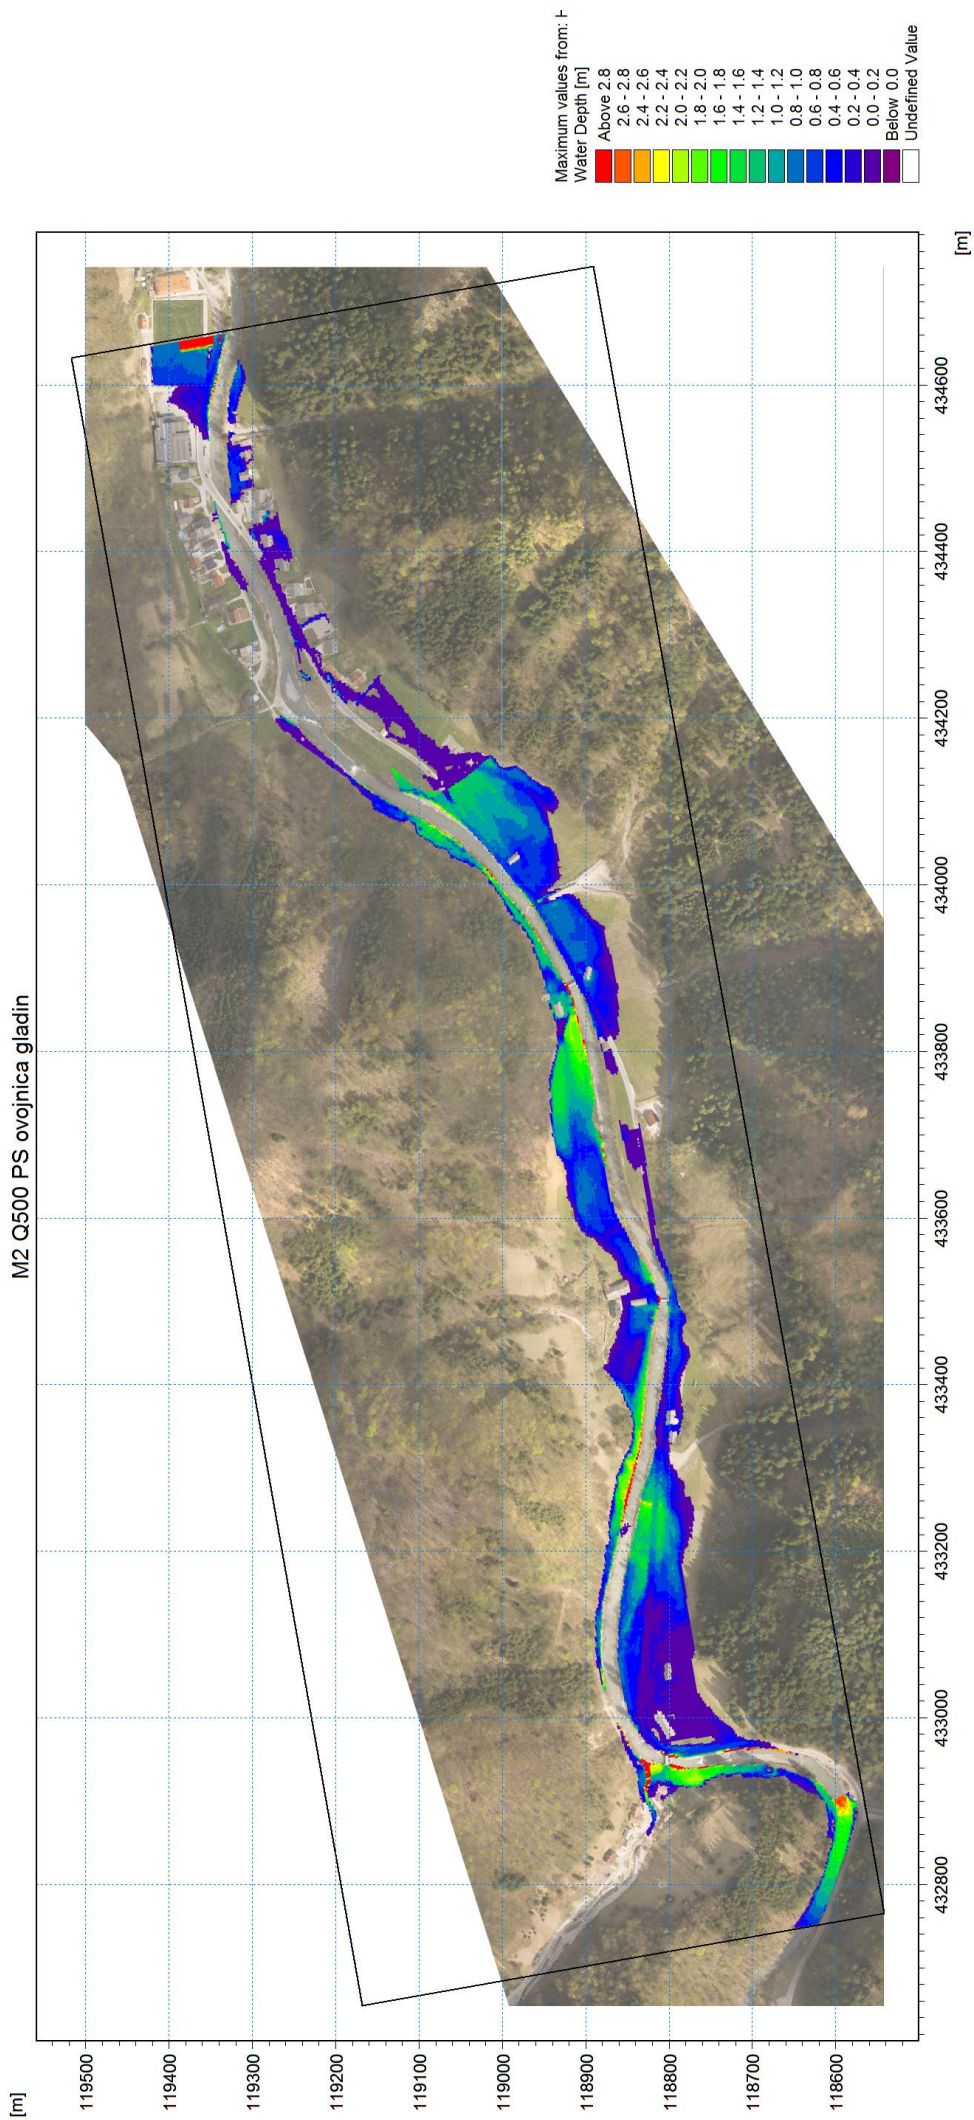 M2 Q500 PS ovojnica gladin
[m]
119500
119400
119300
119200
119100
119000
118900
118800
118700
118600
432800
433000
433200
433400
433600
433800
434000
434200
434400
434600
[m]
Maximum values from:
Water Depth [m]
Above 2.8
2.6 - 2.8
2.4 - 2.6
2.2 - 2.4
2.0 - 2.2
1.8 - 2.0
1.6 - 1.8
1.4 - 1.6
1.2 - 1.4
1.0 - 1.2
0.8 - 1.0
0.6 - 0.8
0.4 - 0.6
0.2 - 0.4
0.0 - 0.2
Below 0.0
Undefined Value